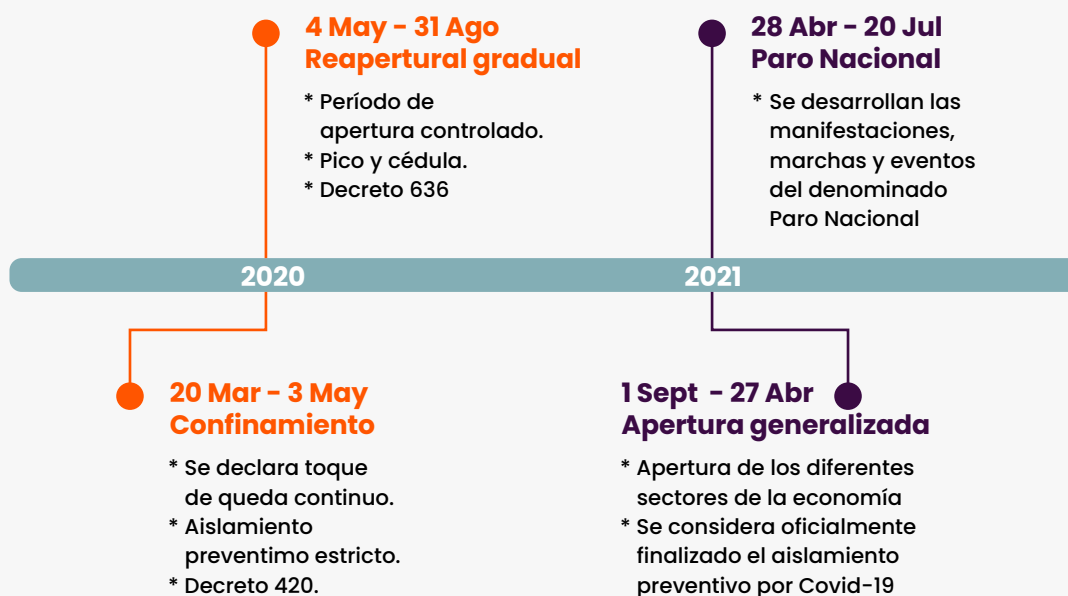 4 May - 31 Ago
Reapertural gradual
* Período de
apertura controlado.
* Pico y cédula.
* Decreto 636
28 Abr - 20 Jul
Paro Nacional
* Se desarrollan las
manifestaciones,
marchas y eventos
del denominado
Paro Nacional
2020
2021
20 Mar - 3 May
Confinamiento
* Se declara toque
de queda continuo.
* Aislamiento
preventimo estricto.
* Decreto 420.
1 Sept - 27 Abr
Apertura generalizada
* Apertura de los diferentes
sectores de la economía
* Se considera oficialmente
finalizado el aislamiento
preventivo por Covid-19